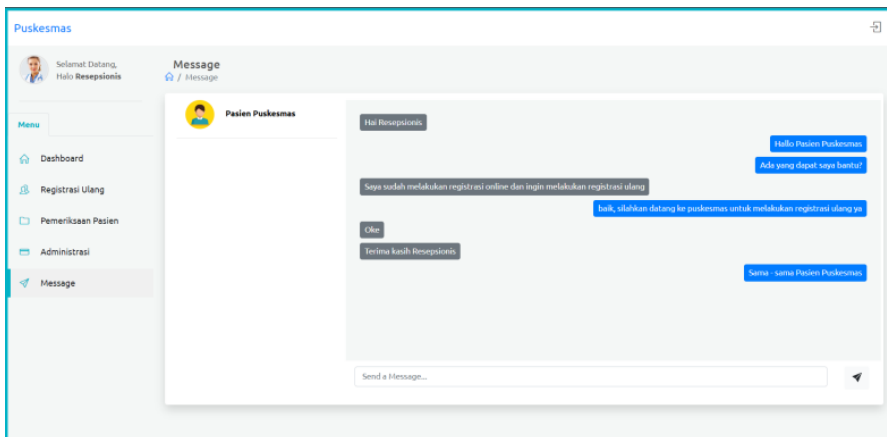 Puskesmas
Selamat Datang,
Halo Resepsionis
Message
/ Message
Menu
Dashboard
Registrasi Ulang
Pemeriksaan Pasien
Administrasi
Message
Pasien Puskesmas
Hai Resepsionis
Hallo Pasien Puskesmas
Ada yang dapat saya bantu?
Saya sudah melakukan registrasi online dan ingin melakukan registrasi ulang
baik, silahkan datang ke puskesmas untuk melakukan registrasi ulang ya
Oke
Terima kasih Resepsionis
Sama - sama Pasien Puskesmas
Send a Message...